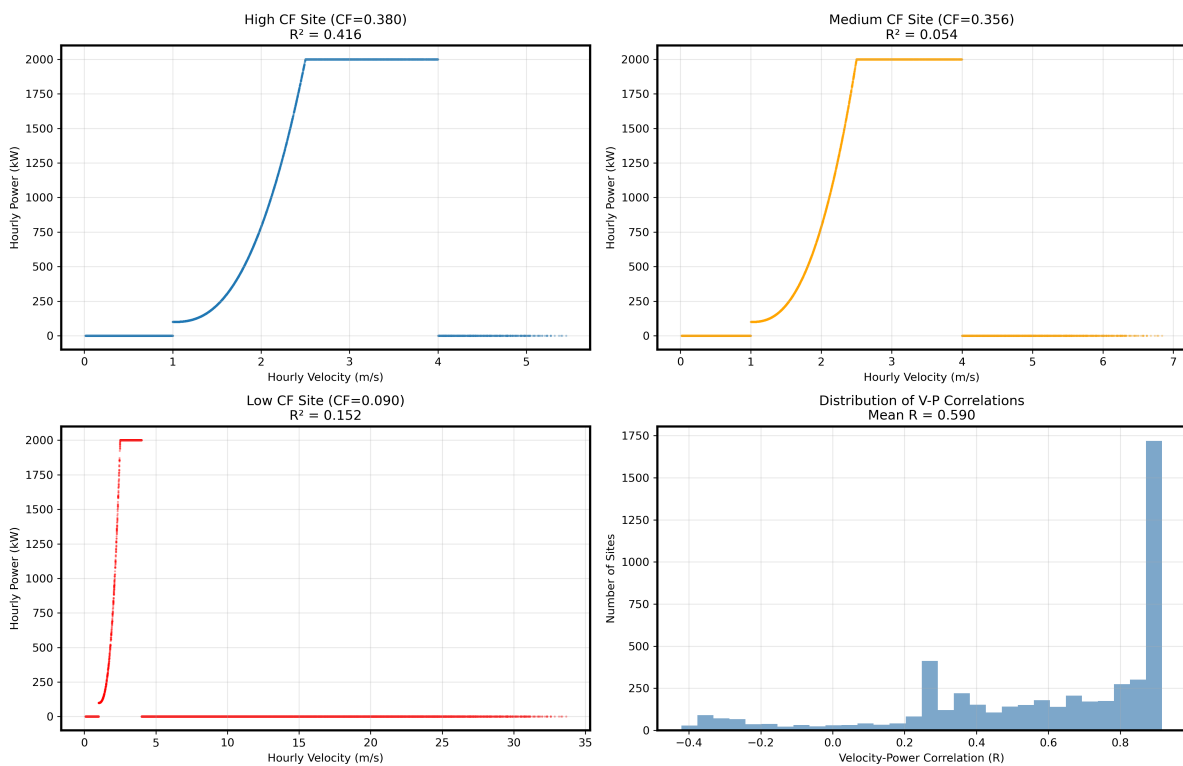 High CF Site (CF=0.380)
R² = 0.416
2000
1750
1500
1250
1000
750
500
250
0
Hourly Power (kW)
0 1 2 3 4 5
Hourly Velocity (m/s)
Medium CF Site (CF=0.356)
R² = 0.054
2000
1750
1500
1250
1000
750
500
250
0
Hourly Power (kW)
0 1 2 3 4 5 6 7
Hourly Velocity (m/s)
Low CF Site (CF=0.090)
R² = 0.152
2000
1750
1500
1250
1000
750
500
250
0
Hourly Power (kW)
0 5 10 15 20 25 30 35
Hourly Velocity (m/s)
Distribution of V-P Correlations
Mean R = 0.590
1750
1500
1250
1000
750
500
250
0
Number of Sites
−0.4 −0.2 0.0 0.2 0.4 0.6 0.8
Velocity-Power Correlation (R)